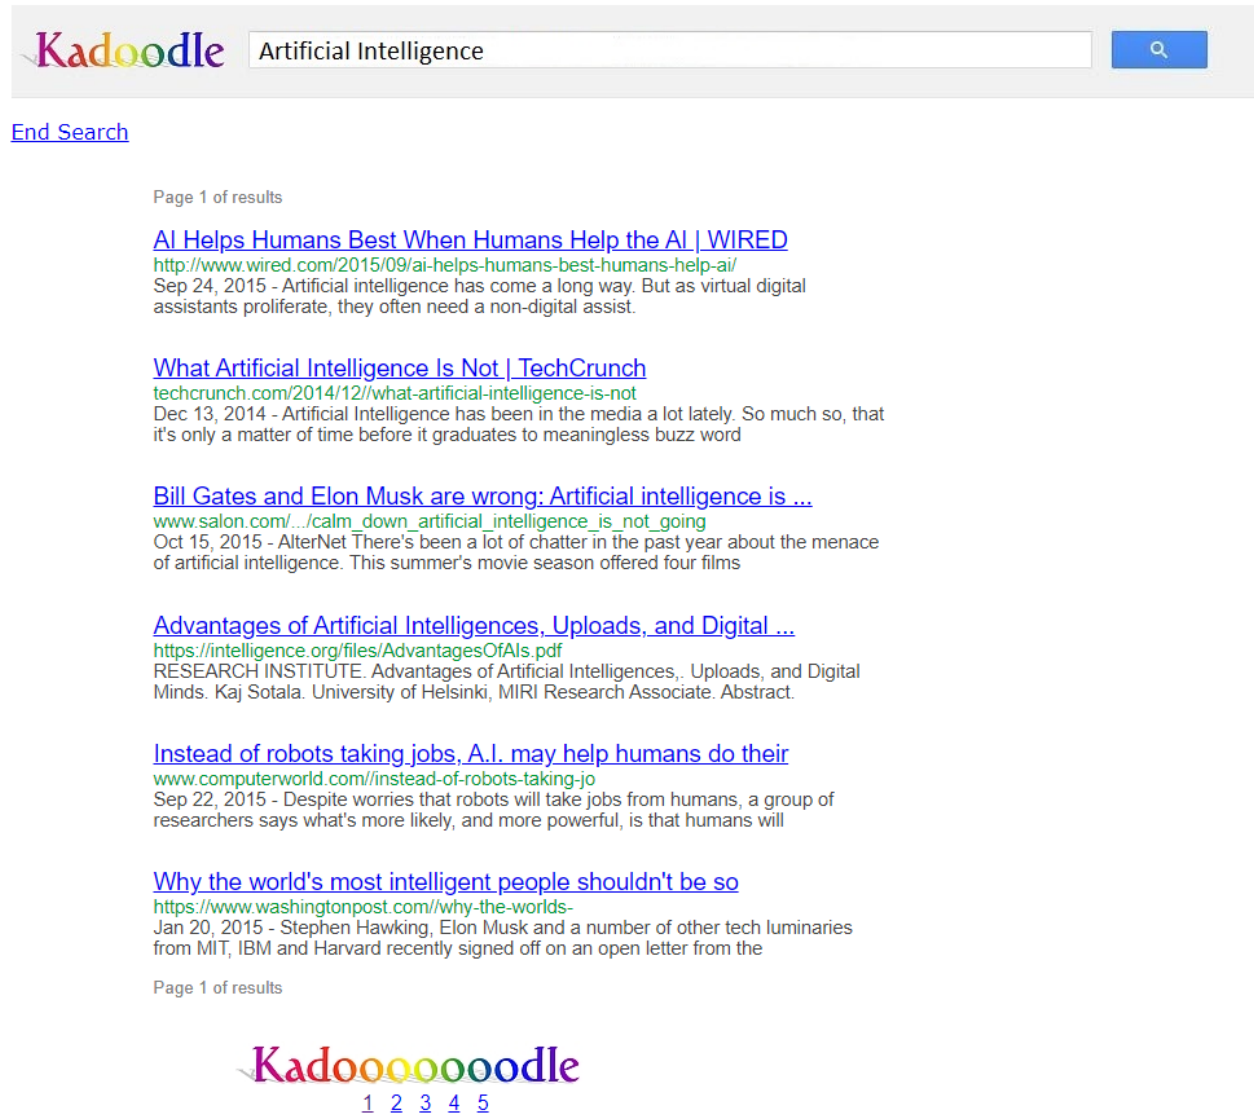 Kadoodle Artificial Intelligence
End Search
Page 1 of results
AI Helps Humans Best When Humans Help the AI | WIRED
http://www.wired.com/2015/09/ai-helps-humans-best-humans-help-ai/
Sep 24, 2015 - Artificial intelligence has come a long way. But as virtual digital
assistants proliferate, they often need a non-digital assist.
What Artificial Intelligence Is Not | TechCrunch
techcrunch.com/2014/12//what-artificial-intelligence-is-not
Dec 13, 2014 - Artificial Intelligence has been in the media a lot lately. So much so, that
it's only a matter of time before it graduates to meaningless buzz word
Bill Gates and Elon Musk are wrong: Artificial intelligence is ...
www.salon.com/.../calm_down_artificial_intelligence_is_not_going
Oct 15, 2015 - AlterNet There's been a lot of chatter in the past year about the menace
of artificial intelligence. This summer's movie season offered four films
Advantages of Artificial Intelligences, Uploads, and Digital ...
https://intelligence.org/files/AdvantagesOfAIs.pdf
RESEARCH INSTITUTE. Advantages of Artificial Intelligences,. Uploads, and Digital
Minds. Kaj Sotala. University of Helsinki, MIRI Research Associate. Abstract.
Instead of robots taking jobs, A.I. may help humans do their
www.computerworld.com//instead-of-robots-taking-jo
Sep 22, 2015 - Despite worries that robots will take jobs from humans, a group of
researchers says what's more likely, and more powerful, is that humans will
Why the world's most intelligent people shouldn't be so
https://www.washingtonpost.com//why-the-worlds-
Jan 20, 2015 - Stephen Hawking, Elon Musk and a number of other tech luminaries
from MIT, IBM and Harvard recently signed off on an open letter from the
Page 1 of results
Kadoooooooodle
1 2 3 4 5